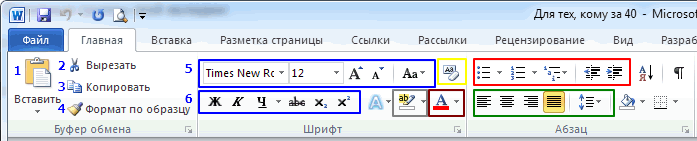 Для тех, кому за 40 - Microsof
Файл Главная Вставка Разметка страницы Ссылки Рассылки Рецензирование Вид Разраб
1 2 Вырезать 5 Times New Ro 12 A A Aa
3 Копировать
Вставить 4 Формат по образцу 6 Ж К Ч abc x₂ x² A ab A
Буфер обмена Шрифт Абзац